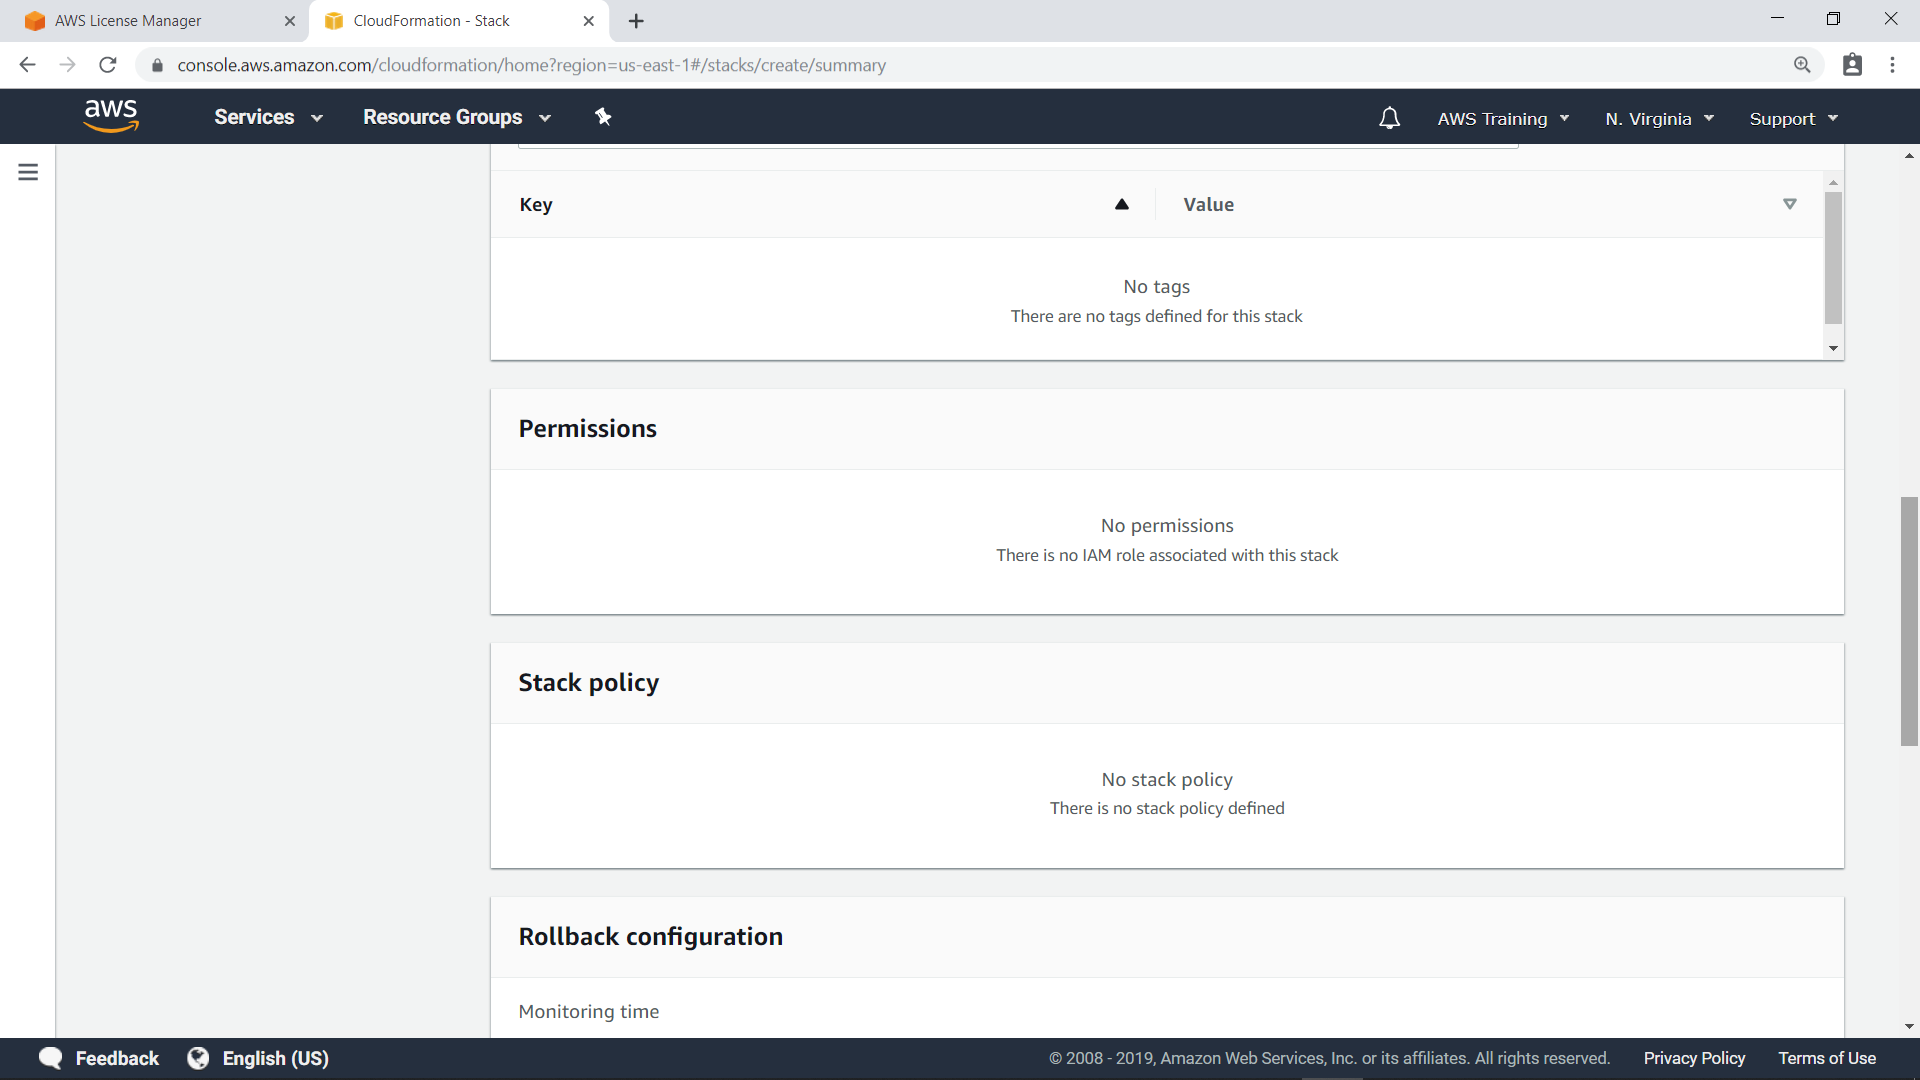 AWS License Manager
CloudFormation - Stack
console.aws.amazon.com/cloudformation/home?region=us-east-1#/stacks/create/summary
aws
Services
Resource Groups
AWS Training
N. Virginia
Support
Key
Value
No tags
There are no tags defined for this stack
Permissions
No permissions
There is no IAM role associated with this stack
Stack policy
No stack policy
There is no stack policy defined
Rollback configuration
Monitoring time
Feedback
English (US)
© 2008 - 2019, Amazon Web Services, Inc. or its affiliates. All rights reserved.
Privacy Policy
Terms of Use